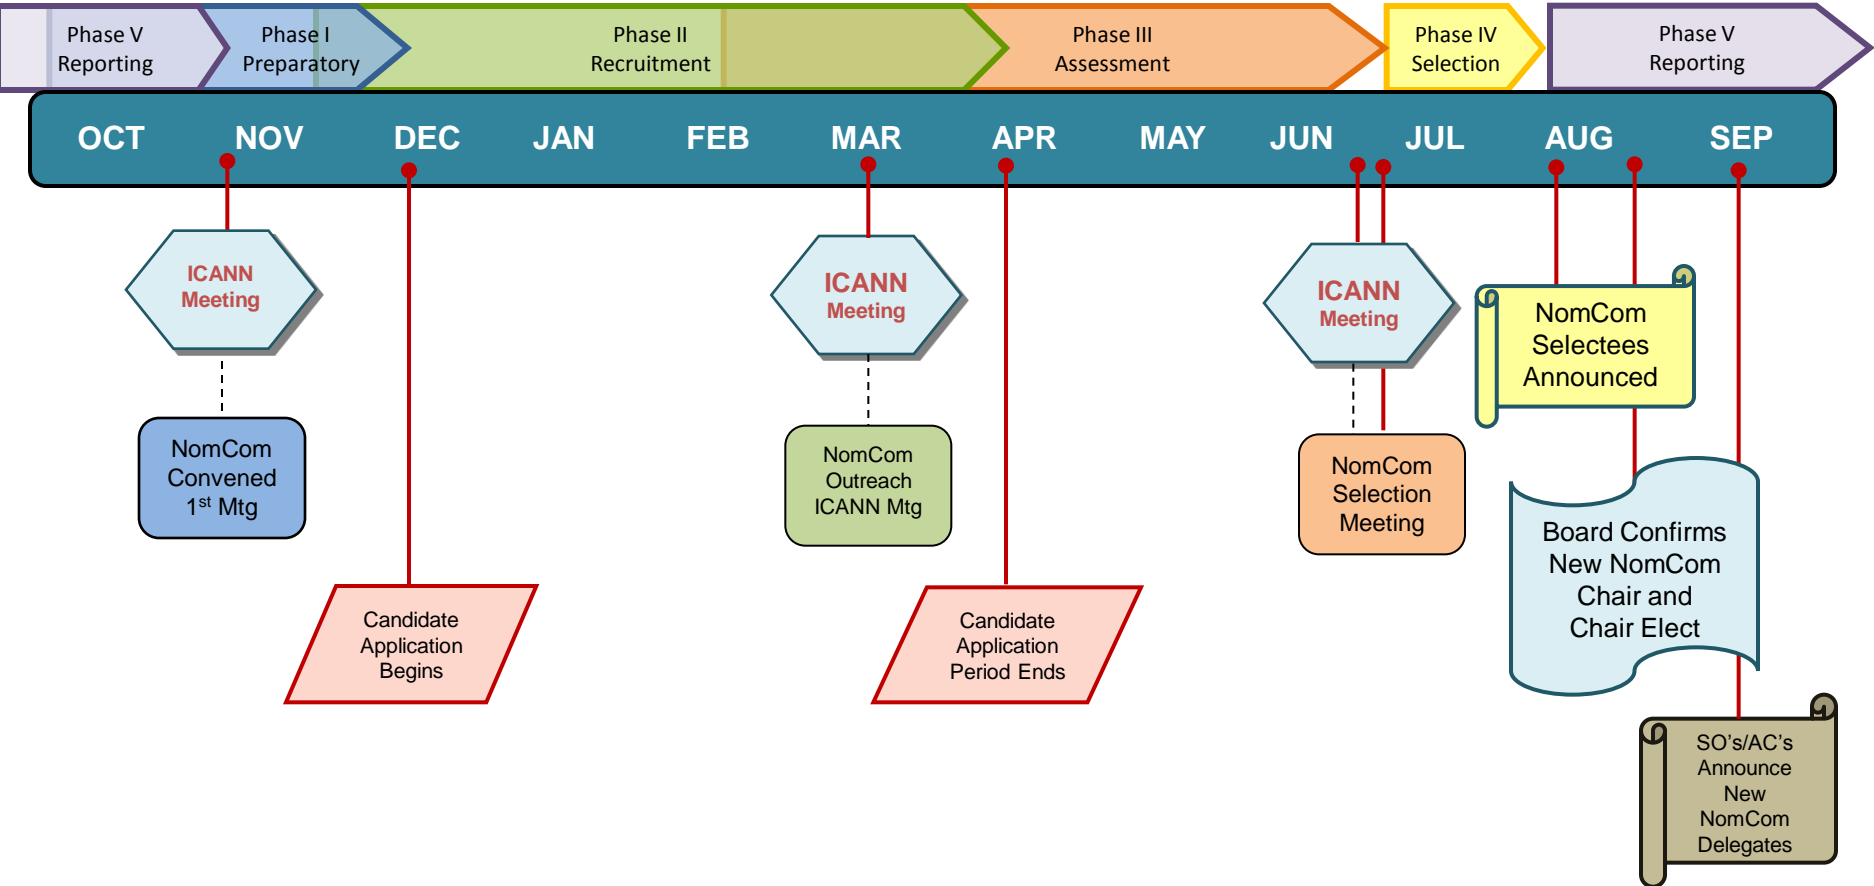 Phase V
Reporting
Phase I
Preparatory
Phase II
Recruitment
Phase III
Assessment
Phase IV
Selection
Phase V
Reporting
OCT NOV DEC JAN FEB MAR APR MAY JUN JUL AUG SEP
ICANN
Meeting
ICANN
Meeting
ICANN
Meeting
NomCom
Selectees
Announced
NomCom
Convened
1st Mtg
NomCom
Outreach
ICANN Mtg
NomCom
Selection
Meeting
Board Confirms
New NomCom
Chair and
Chair Elect
Candidate
Application
Begins
Candidate
Application
Period Ends
SO's/AC's
Announce
New
NomCom
Delegates